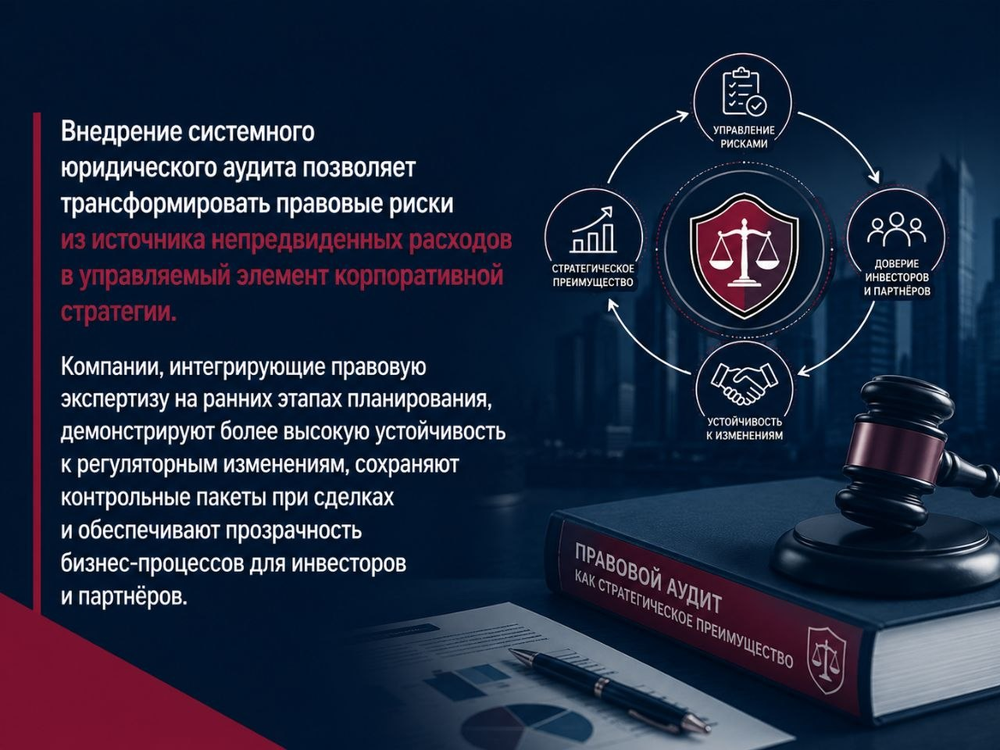 Внедрение системного
юридического аудита позволяет
трансформировать правовые риски
из источника непредвиденных расходов
в управляемый элемент корпоративной
стратегии.
Компании, интегрирующие правовую
экспертизу на ранних этапах планирования,
демонстрируют более высокую устойчивость
к регуляторным изменениям, сохраняют
контрольные пакеты при сделках
и обеспечивают прозрачность
бизнес-процессов для инвесторов
и партнёров.
УПРАВЛЕНИЕ
РИСКАМИ
ДОВЕРИЕ
ИНВЕСТОРОВ
И ПАРТНЁРОВ
УСТОЙЧИВОСТЬ
К ИЗМЕНЕНИЯМ
СТРАТЕГИЧЕСКОЕ
ПРЕИМУЩЕСТВО
ПРАВОВОЙ АУДИТ
КАК СТРАТЕГИЧЕСКОЕ ПРЕИМУЩЕСТВО